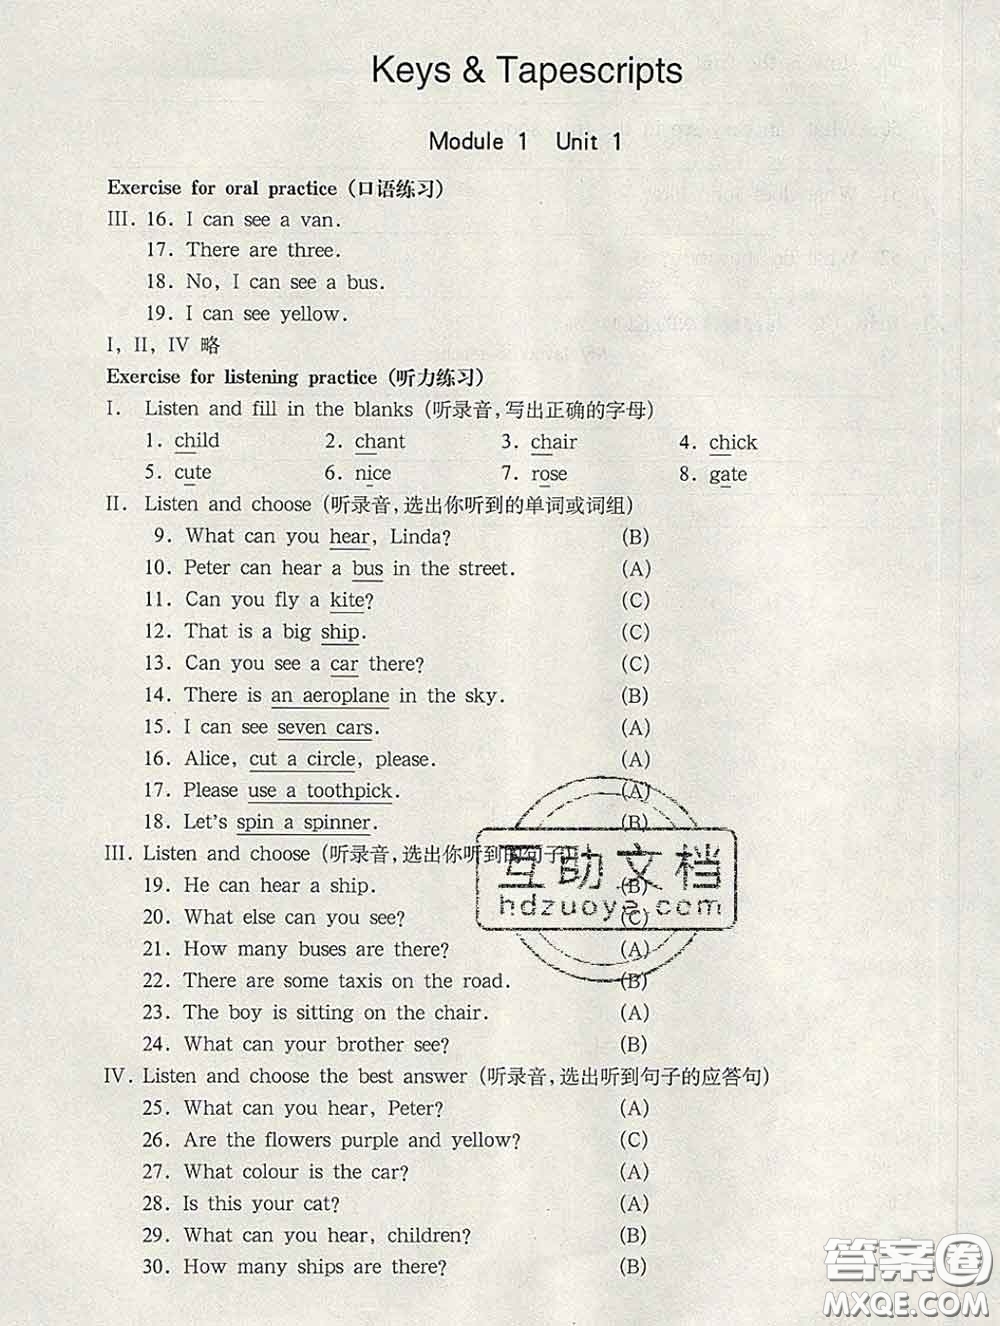 Keys & Tapescripts
Module 1 Unit 1
Exercise for oral practice (口语练习)
III. 16. I can see a van.
17. There are three.
18. No, I can see a bus.
19. I can see yellow.
I, II, IV 略
Exercise for listening practice (听力练习)
I. Listen and fill in the blanks (听录音,写出正确的字母)
1. child 2. chant 3. chair 4. chick
5. cute 6. nice 7. rose 8. gate
II. Listen and choose (听录音,选出你听到的单词或词组)
9. What can you hear, Linda? (B)
10. Peter can hear a bus in the street. (A)
11. Can you fly a kite? (C)
12. That is a big ship. (C)
13. Can you see a car there? (C)
14. There is an aeroplane in the sky. (B)
15. I can see seven cars. (A)
16. Alice, cut a circle, please. (A)
17. Please use a toothpick. (A)
18. Let's spin a spinner. (B)
III. Listen and choose (听录音,选出你听到的句子)
19. He can hear a ship. (B)
20. What else can you see? (C)
21. How many buses are there? (A)
22. There are some taxis on the road. (B)
23. The boy is sitting on the chair. (A)
24. What can your brother see? (B)
IV. Listen and choose the best answer (听录音,选出听到句子的应答句)
25. What can you hear, Peter? (A)
26. Are the flowers purple and yellow? (C)
27. What colour is the car? (A)
28. Is this your cat? (A)
29. What can you hear, children? (B)
30. How many ships are there? (B)
互助文档
hdzuoye.com
答案圈
MXQE.COM